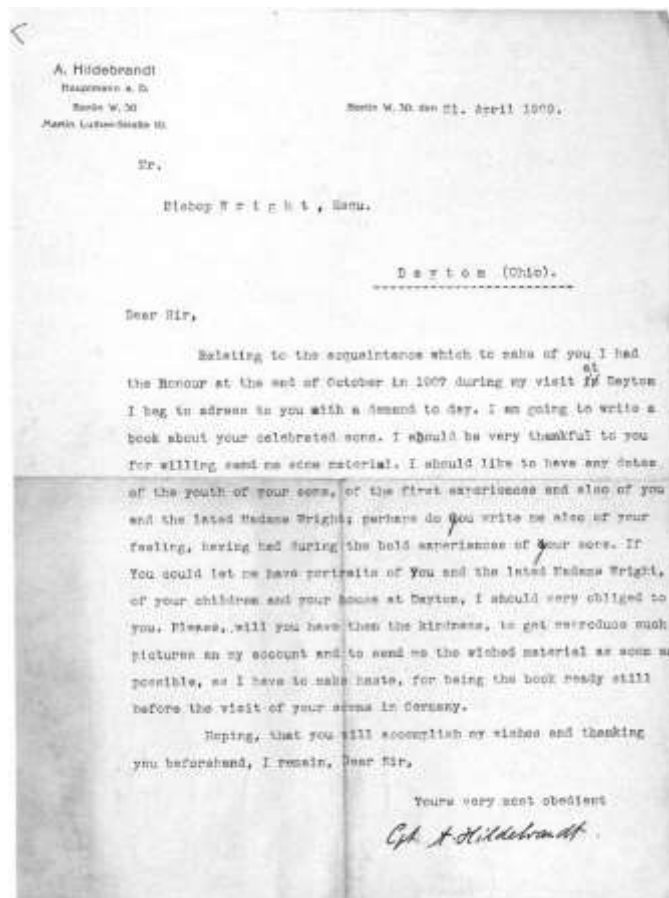 A. Hildebrandt
Hauptmann a. D.
Berlin W. 30
Martin Luther-Straße 10.
Berlin W. 30, den 21. April 1909.
Mr.
Bishop W r i g h t , Esqu.
D a y t o n (Ohio).
Dear Sir,
Relating to the acquaintance which to make of you I had
at
the Honour at the end of October in 1907 during my visit in Dayton
I beg to adress to you with a demand to day. I am going to write a
book about your celebrated sons. I should be very thankful to you
for willing send me some material. I should like to have any dates
of the youth of your sons, of the first experiences and also of you
and the lated Madame Wright; perhaps do you write me also of your
feeling, having had during the bold experiences of your sons. If
You could let me have portraits of You and the lated Madame Wright,
of your children and your house at Dayton, I should very obliged to
you. Please, will you have then the kindness, to get reproduce such
pictures on my account and to send me the wished material as soon as
possible, as I have to make haste, for being the book ready still
before the visit of your sons in Germany.
Hoping, that you will accomplish my wishes and thanking
you beforehand, I remain, Dear Sir,
Yours very most obedient
Cpt. A. Hildebrandt.